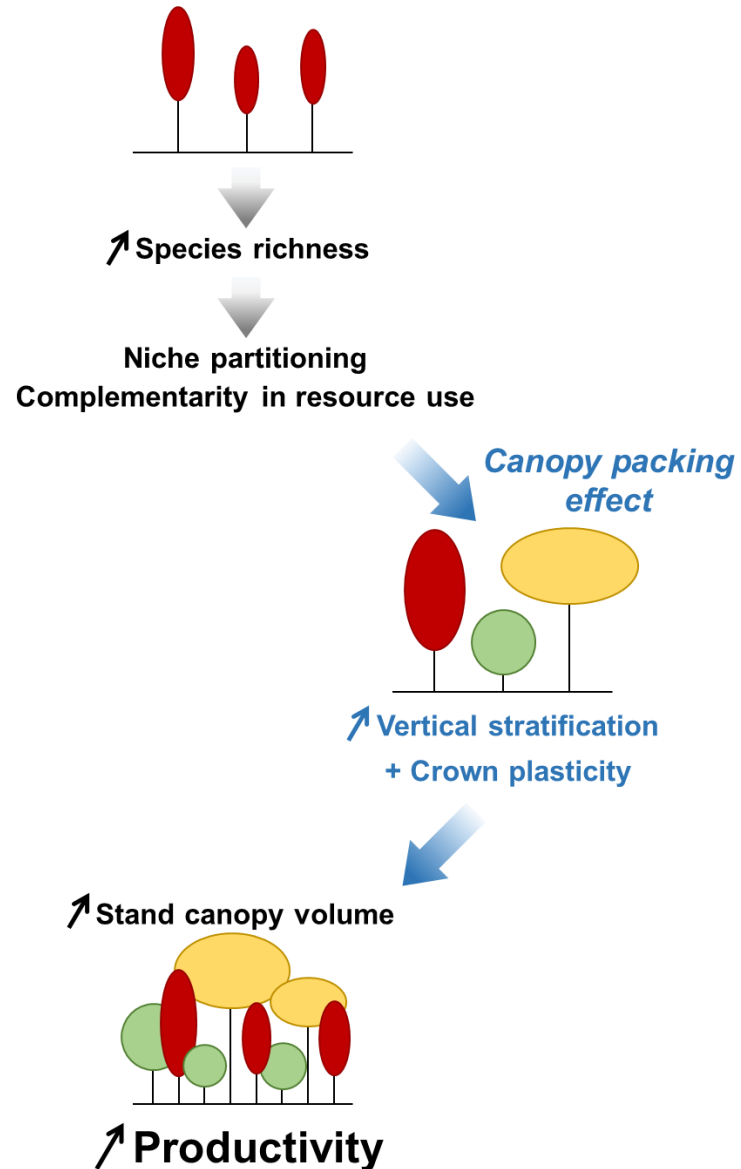 Species richness
Niche partitioning
Complementarity in resource use
Canopy packing
effect
Vertical stratification
+ Crown plasticity
Stand canopy volume
Productivity